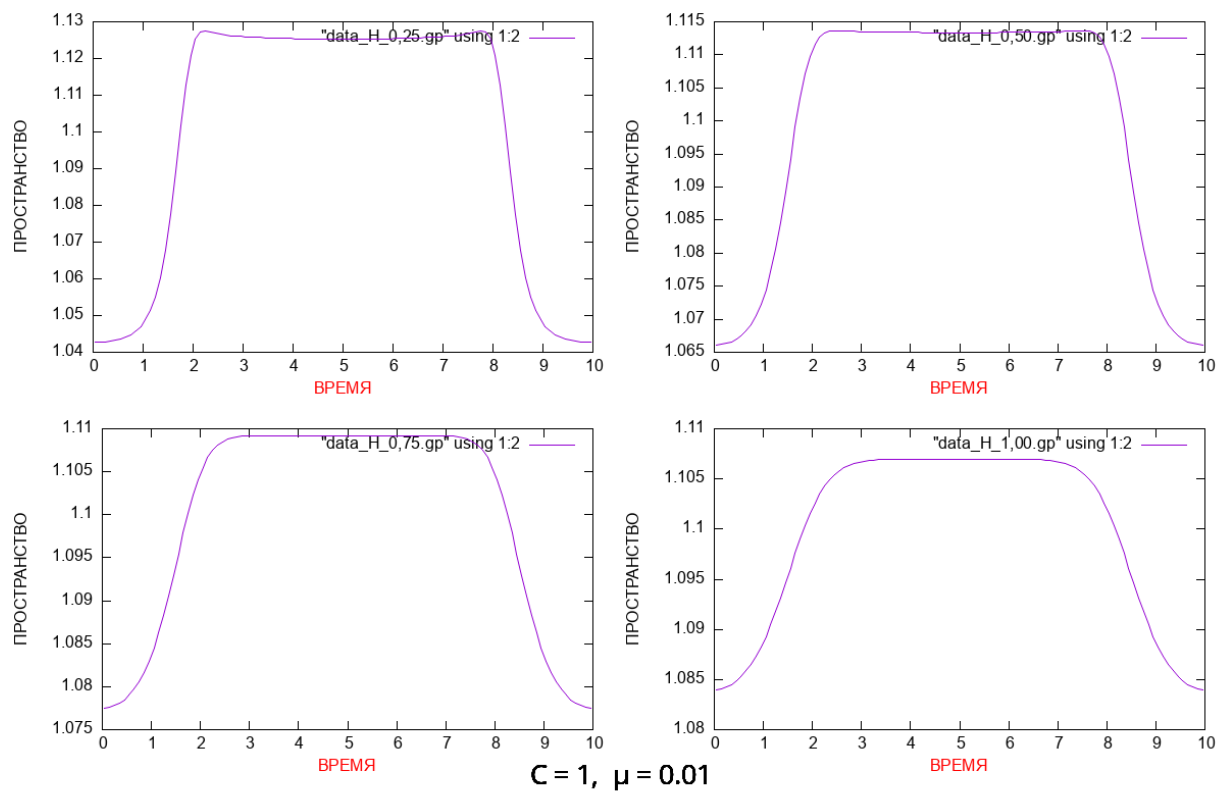 1.13
1.12
1.11
1.1
1.09
1.08
1.07
1.06
1.05
1.04
ПРОСТРАНСТВО
"data_H_0,25.gp" using 1:2
0 1 2 3 4 5 6 7 8 9 10
ВРЕМЯ
1.115
1.11
1.105
1.1
1.095
1.09
1.085
1.08
1.075
1.07
1.065
ПРОСТРАНСТВО
"data_H_0,50.gp" using 1:2
0 1 2 3 4 5 6 7 8 9 10
ВРЕМЯ
1.11
1.105
1.1
1.095
1.09
1.085
1.08
1.075
ПРОСТРАНСТВО
"data_H_0,75.gp" using 1:2
0 1 2 3 4 5 6 7 8 9 10
ВРЕМЯ
1.11
1.105
1.1
1.095
1.09
1.085
1.08
ПРОСТРАНСТВО
"data_H_1,00.gp" using 1:2
0 1 2 3 4 5 6 7 8 9 10
ВРЕМЯ
C = 1, μ = 0.01